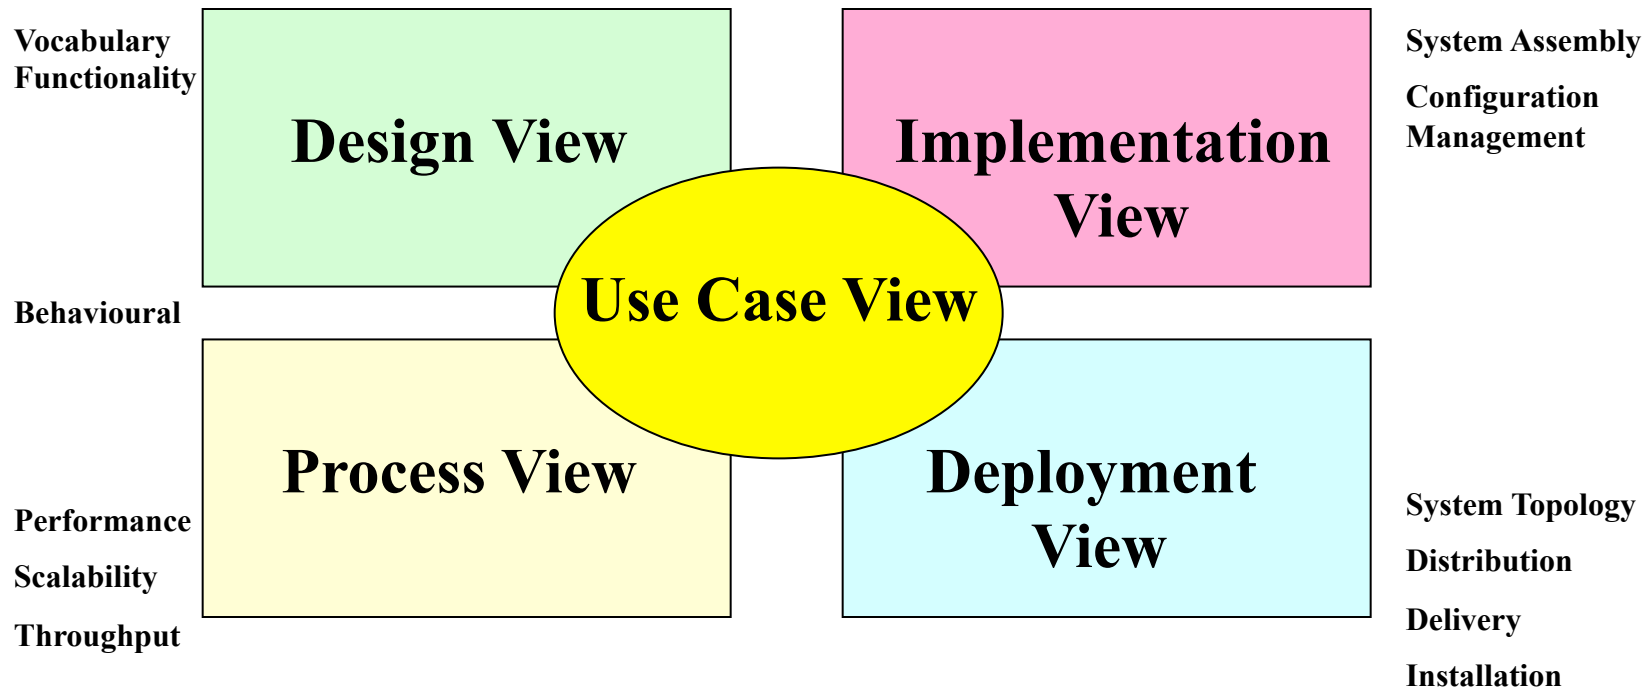 Vocabulary
Functionality
Design View
Implementation
View
System Assembly
Configuration
Management
Behavioural
Use Case View
Process View
Deployment
View
Performance
Scalability
Throughput
System Topology
Distribution
Delivery
Installation